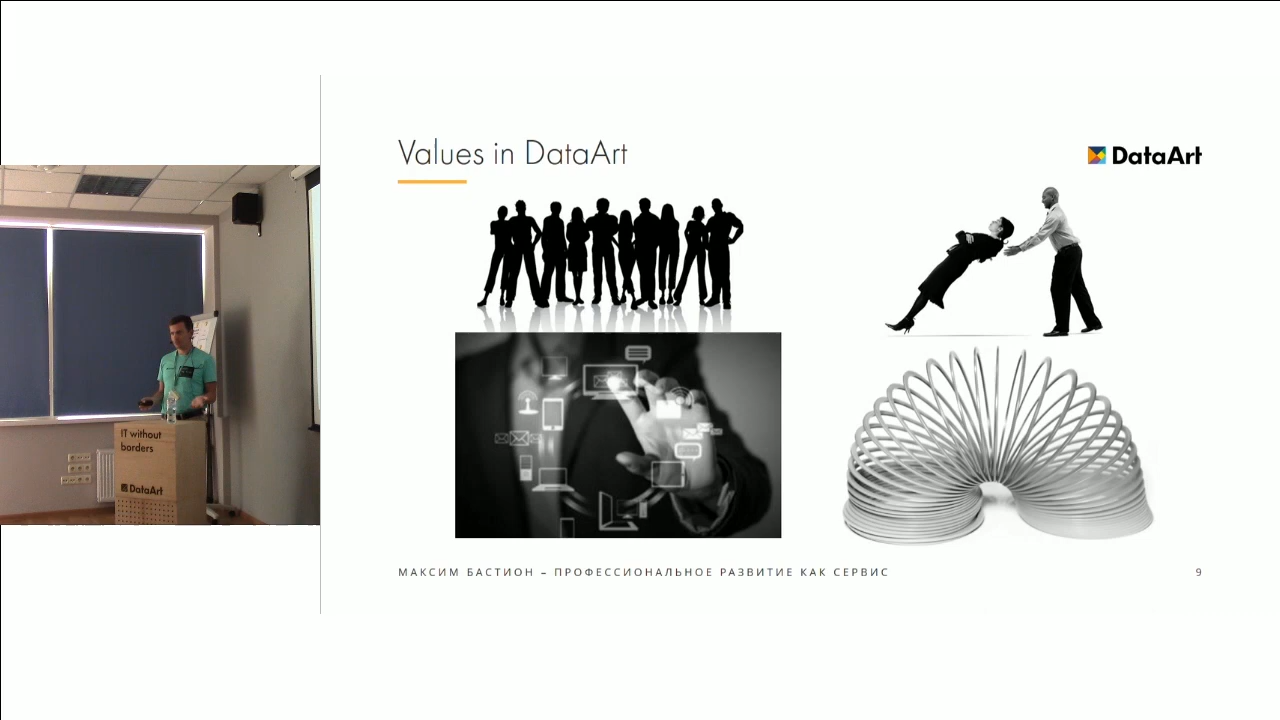 Values in DataArt
DataArt
IT without
borders
DataArt
МАКСИМ БАСТИОН – ПРОФЕССИОНАЛЬНОЕ РАЗВИТИЕ КАК СЕРВИС
9